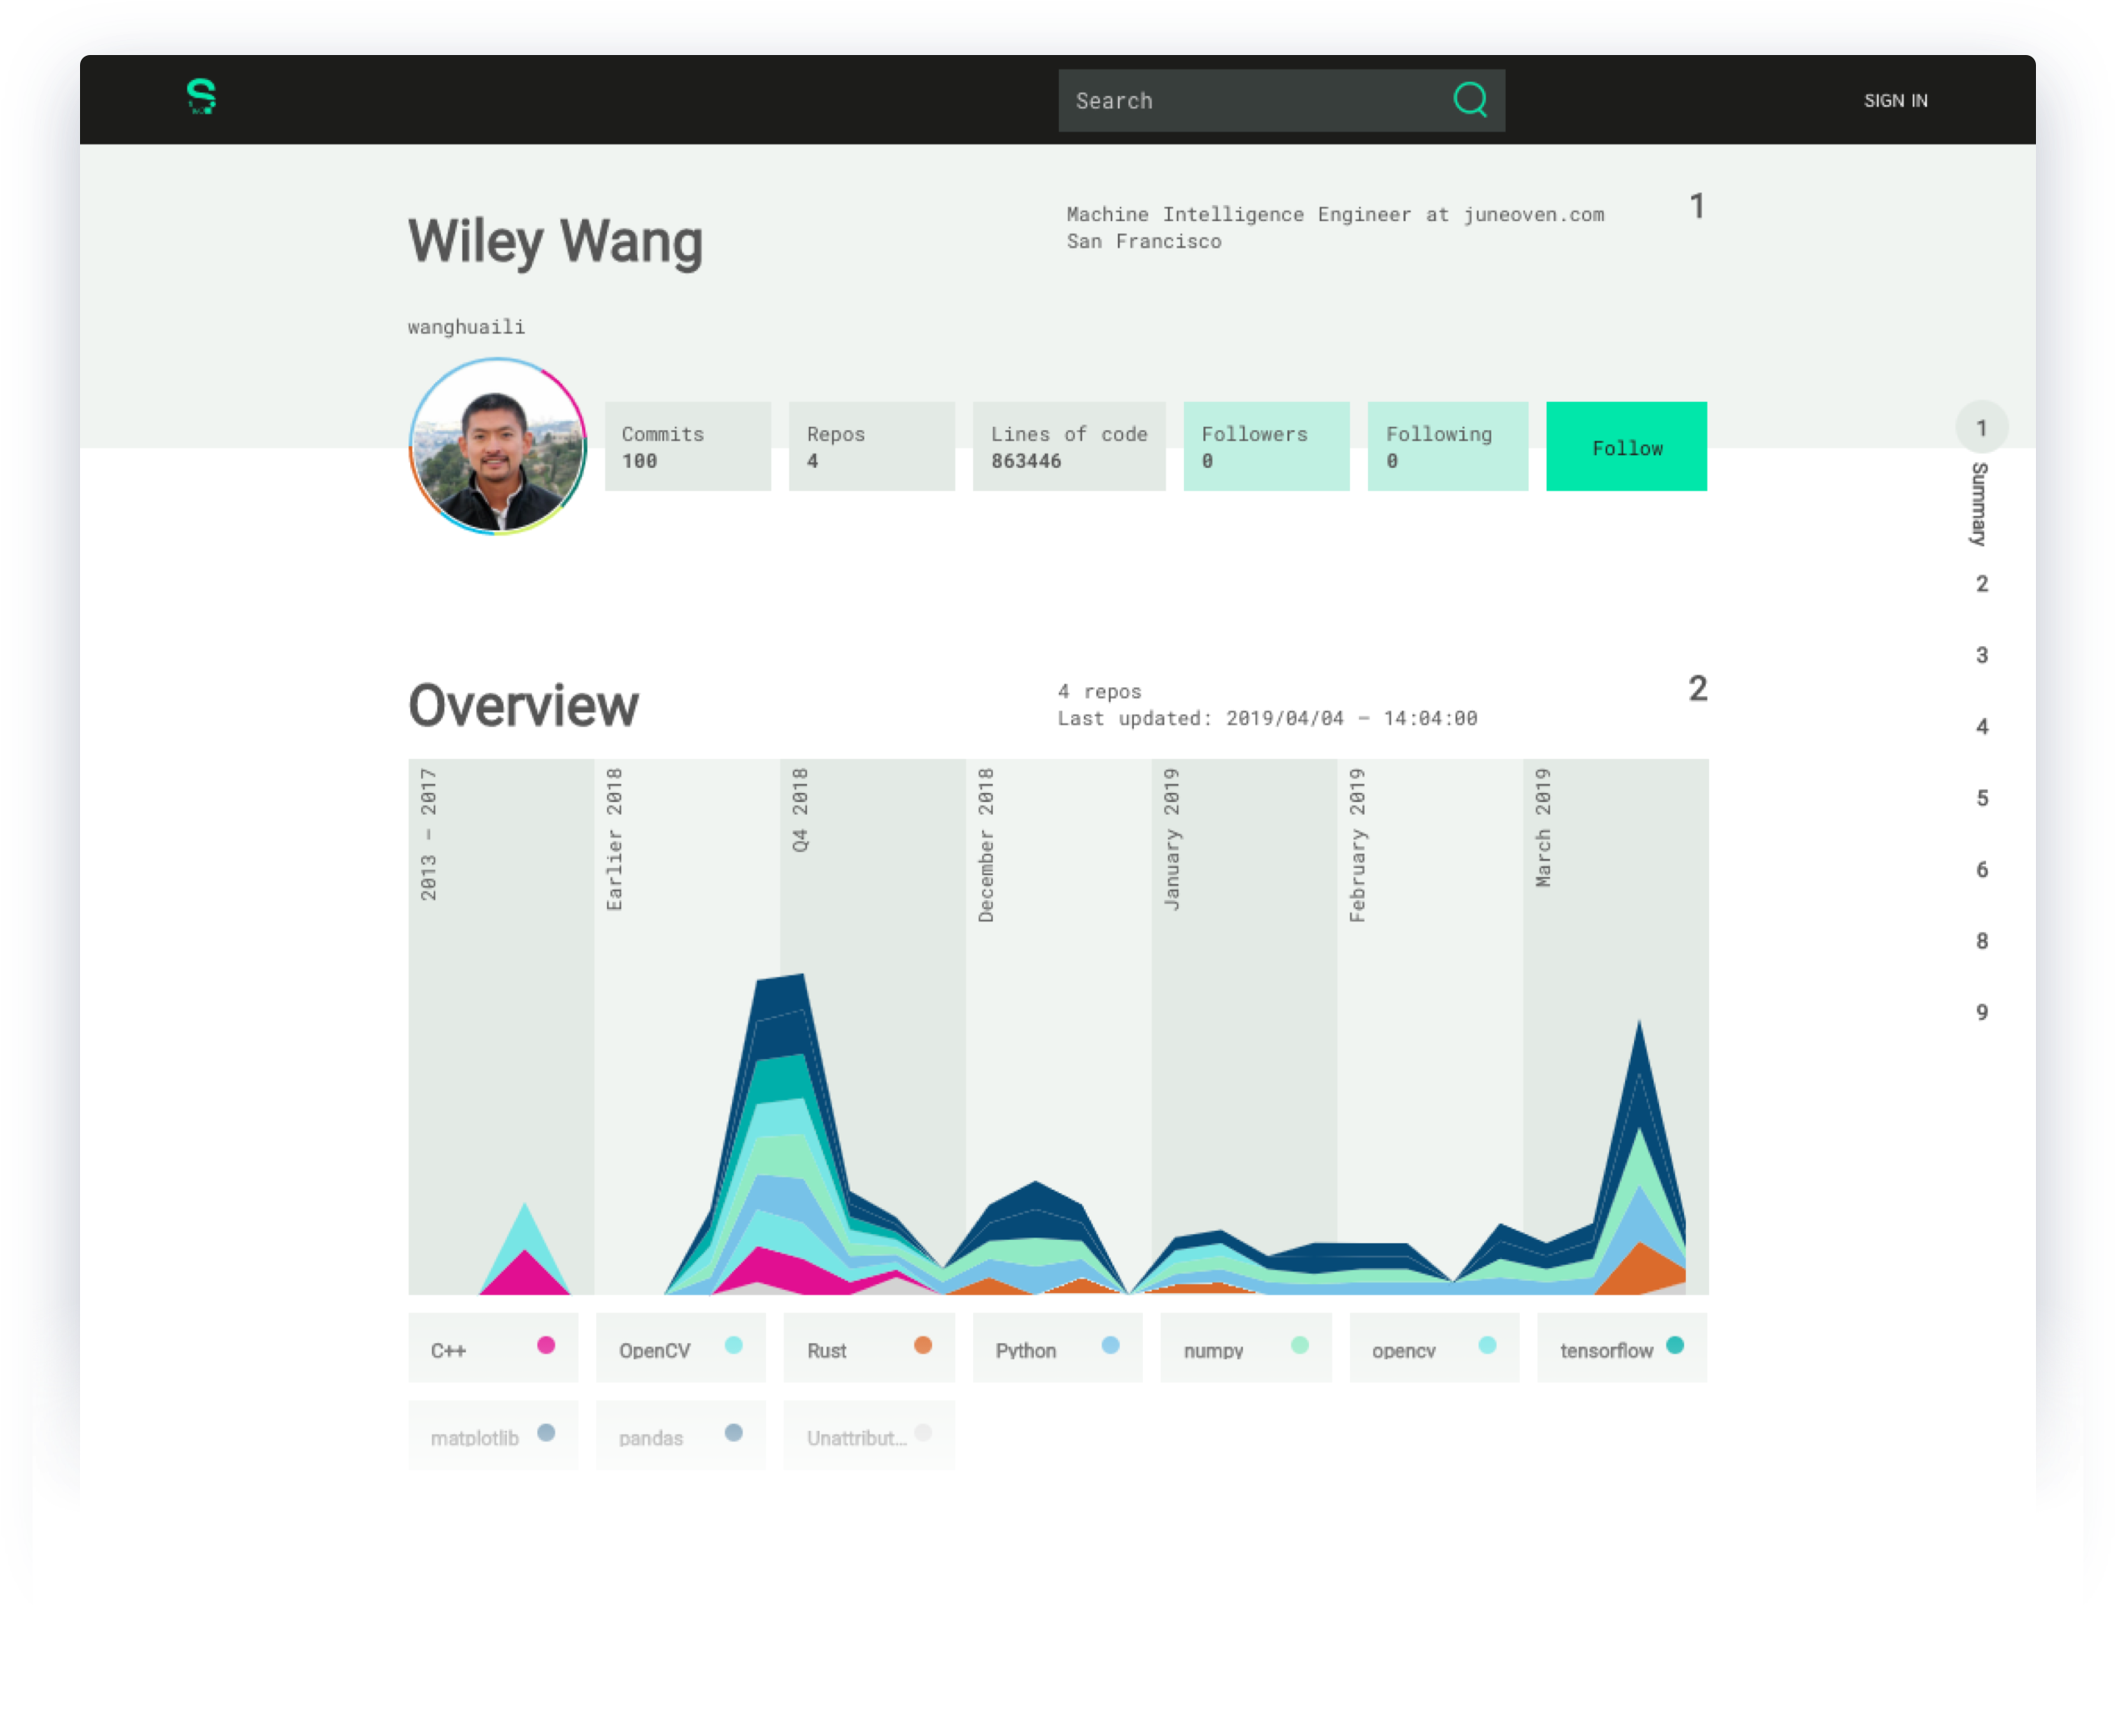 Search
SIGN IN
Wiley Wang
Machine Intelligence Engineer at juneoven.com
San Francisco
1
wanghuaili
Commits
100
Repos
4
Lines of code
863446
Followers
0
Following
0
Follow
1
Summary
2
3
4
5
6
8
9
Overview
4 repos
Last updated: 2019/04/04 – 14:04:00
2
2013 – 2017
Earlier 2018
Q4 2018
December 2018
January 2019
February 2019
March 2019
C++
OpenCV
Rust
Python
numpy
opencv
tensorflow
matplotlib
pandas
Unattribut...